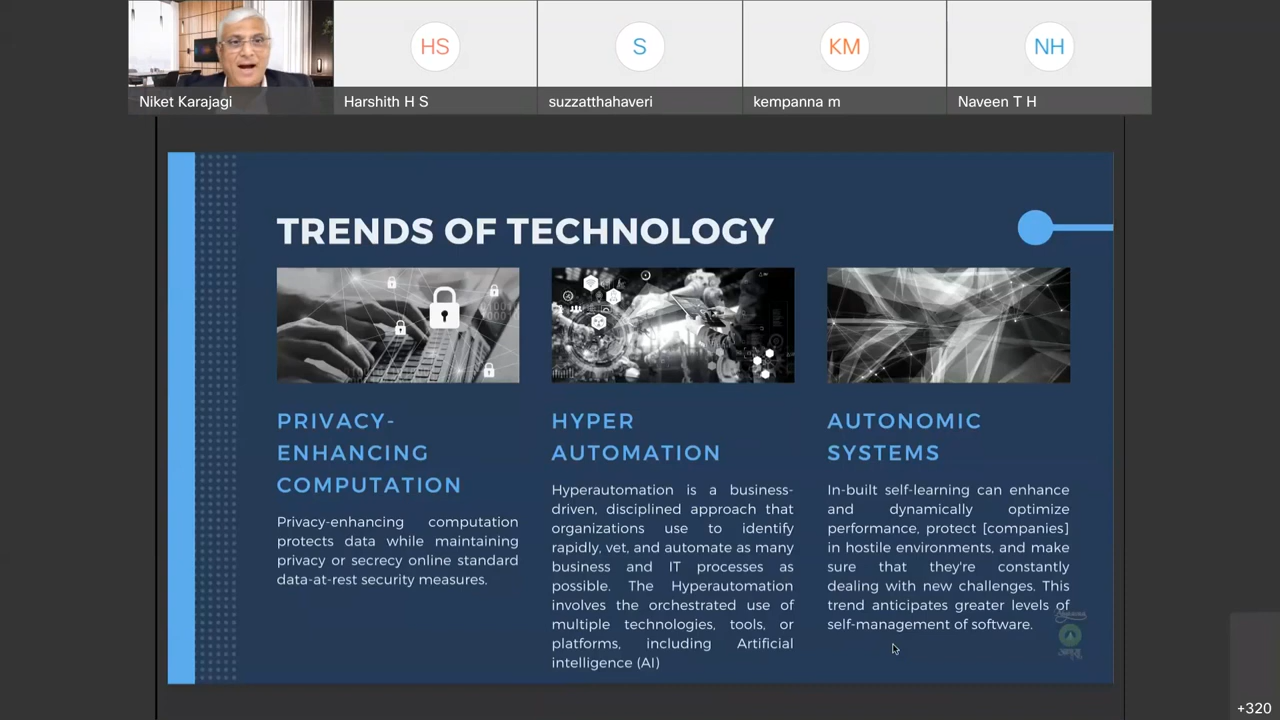 HS
S
KM
NH
Niket Karajagi
Harshith H S
suzzatthahaveri
kempanna m
Naveen T H
TRENDS OF TECHNOLOGY
PRIVACY-
ENHANCING
COMPUTATION
Privacy-enhancing computation
protects data while maintaining
privacy or secrecy online standard
data-at-rest security measures.
HYPER
AUTOMATION
Hyperautomation is a business-
driven, disciplined approach that
organizations use to identify
rapidly, vet, and automate as many
business and IT processes as
possible. The Hyperautomation
involves the orchestrated use of
multiple technologies, tools, or
platforms, including Artificial
intelligence (AI)
AUTONOMIC
SYSTEMS
In-built self-learning can enhance
and dynamically optimize
performance, protect [companies]
in hostile environments, and make
sure that they're constantly
dealing with new challenges. This
trend anticipates greater levels of
self-management of software.
+320